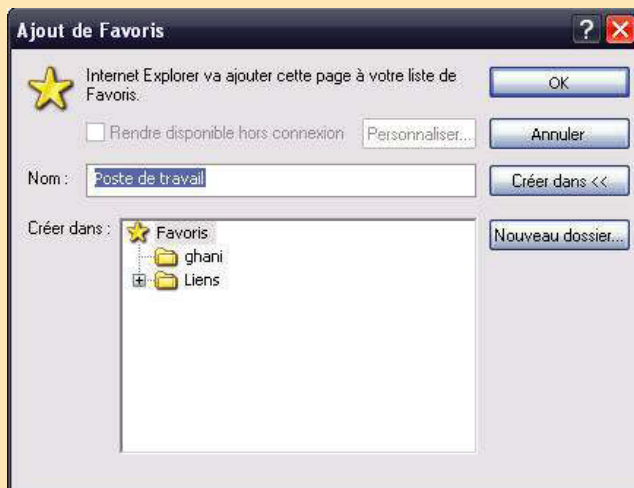 Ajout de Favoris
Internet Explorer va ajouter cette page à votre liste de
Favoris.
OK
Rendre disponible hors connexion
Personnaliser...
Annuler
Nom :
Poste de travail
Créer dans <<
Créer dans :
Favoris
Nouveau dossier...
ghani
Liens